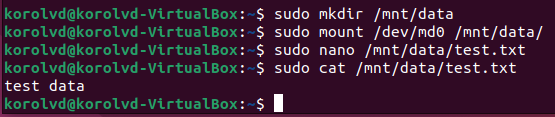 korolvd@korolvd-VirtualBox:~$ sudo mkdir /mnt/data
korolvd@korolvd-VirtualBox:~$ sudo mount /dev/md0 /mnt/data/
korolvd@korolvd-VirtualBox:~$ sudo nano /mnt/data/test.txt
korolvd@korolvd-VirtualBox:~$ sudo cat /mnt/data/test.txt
test data
korolvd@korolvd-VirtualBox:~$